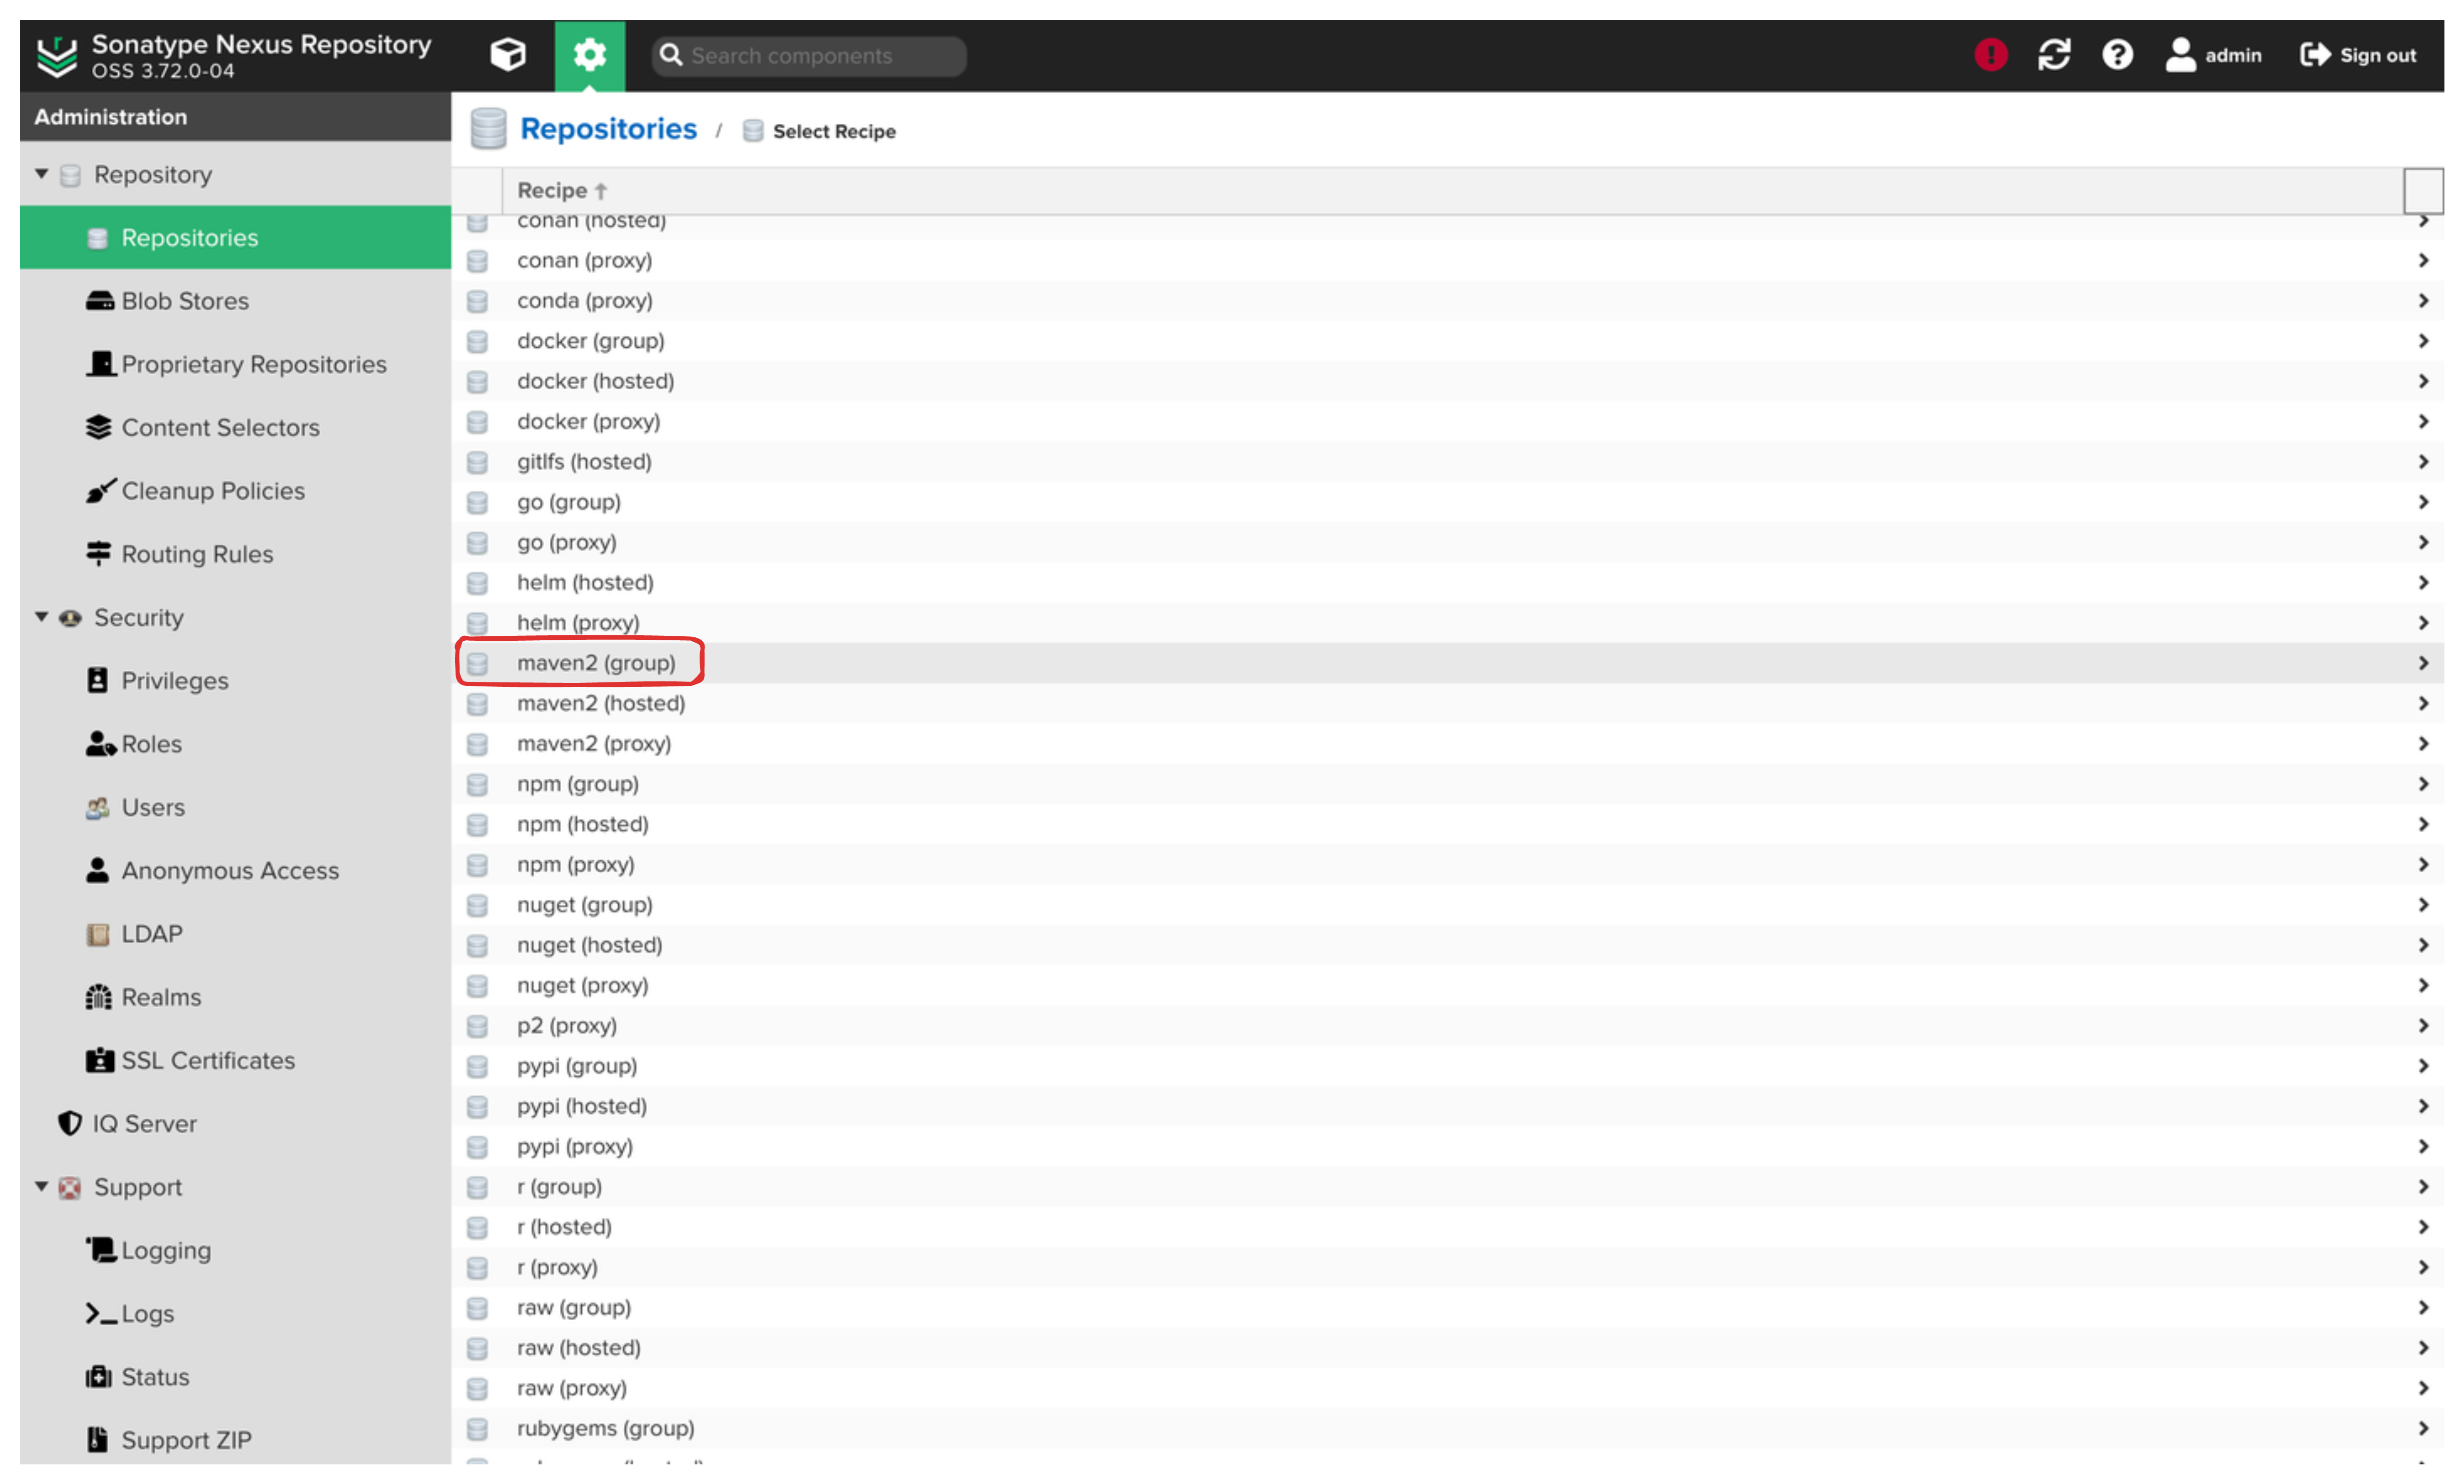 Sonatype Nexus Repository
OSS 3.72.0-04
Search components
admin
Sign out
Administration
Repositories / Select Recipe
Repository
Repositories
Blob Stores
Proprietary Repositories
Content Selectors
Cleanup Policies
Routing Rules
Security
Privileges
Roles
Users
Anonymous Access
LDAP
Realms
SSL Certificates
IQ Server
Support
Logging
Logs
Status
Support ZIP
Recipe
conan (hosted)
conan (proxy)
conda (proxy)
docker (group)
docker (hosted)
docker (proxy)
gitlfs (hosted)
go (group)
go (proxy)
helm (hosted)
helm (proxy)
maven2 (group)
maven2 (hosted)
maven2 (proxy)
npm (group)
npm (hosted)
npm (proxy)
nuget (group)
nuget (hosted)
nuget (proxy)
p2 (proxy)
pypi (group)
pypi (hosted)
pypi (proxy)
r (group)
r (hosted)
r (proxy)
raw (group)
raw (hosted)
raw (proxy)
rubygems (group)